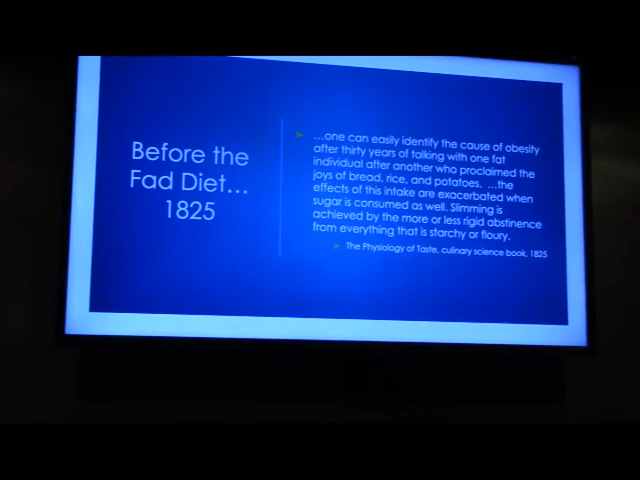 Before the
Fad Diet...
1825
...one can easily identify the cause of obesity
after thirty years of talking with one fat
individual after another who proclaimed the
joys of bread, rice, and potatoes. ...the
effects of this intake are exacerbated when
sugar is consumed as well. Slimming is
achieved by the more or less rigid abstinence
from everything that is starchy or floury.
The Physiology of Taste, culinary science book, 1825